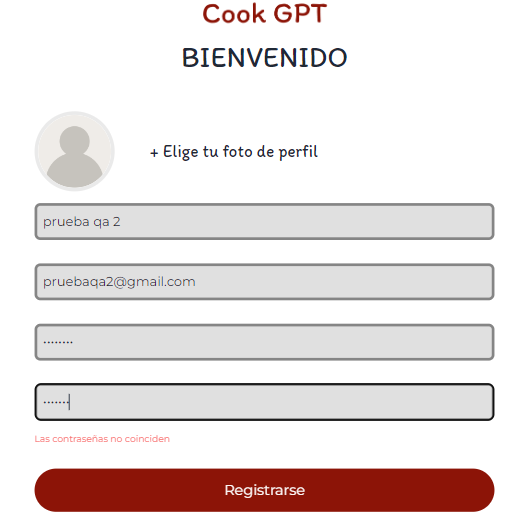 Cook GPT
BIENVENIDO
+ Elige tu foto de perfil
prueba qa 2
pruebaqa2@gmail.com
········
·······
Las contraseñas no coinciden
Registrarse